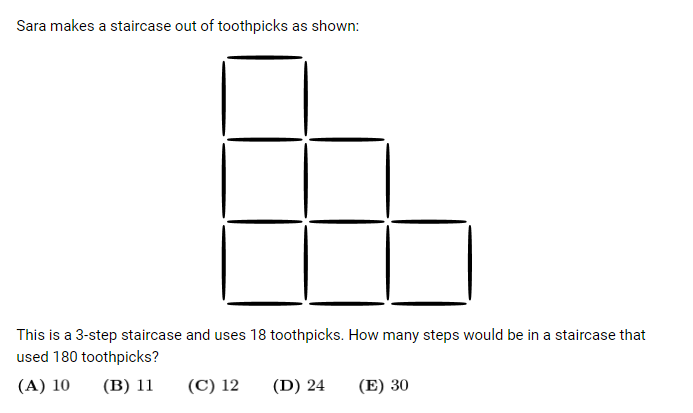 Sara makes a staircase out of toothpicks as shown:
This is a 3-step staircase and uses 18 toothpicks. How many steps would be in a staircase that
used 180 toothpicks?
(A) 10 (B) 11 (C) 12 (D) 24 (E) 30